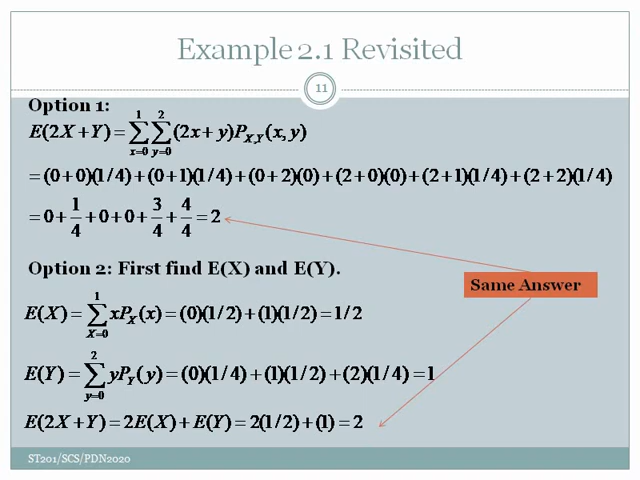 Example 2.1 Revisited
11
Option 1:
E(2X+Y) = ∑_{x=0}^{1} ∑_{y=0}^{2} (2x+y)P_{X,Y}(x,y)
= (0+0)(1/4)+(0+1)(1/4)+(0+2)(0)+(2+0)(0)+(2+1)(1/4)+(2+2)(1/4)
= 0 + 1/4 + 0 + 0 + 3/4 + 4/4 = 2
Option 2: First find E(X) and E(Y).
Same Answer
E(X) = ∑_{X=0}^{1} xP_X(x) = (0)(1/2)+(1)(1/2) = 1/2
E(Y) = ∑_{y=0}^{2} yP_Y(y) = (0)(1/4)+(1)(1/2)+(2)(1/4) = 1
E(2X+Y) = 2E(X)+E(Y) = 2(1/2)+(1) = 2
ST201/SCS/PDN2020